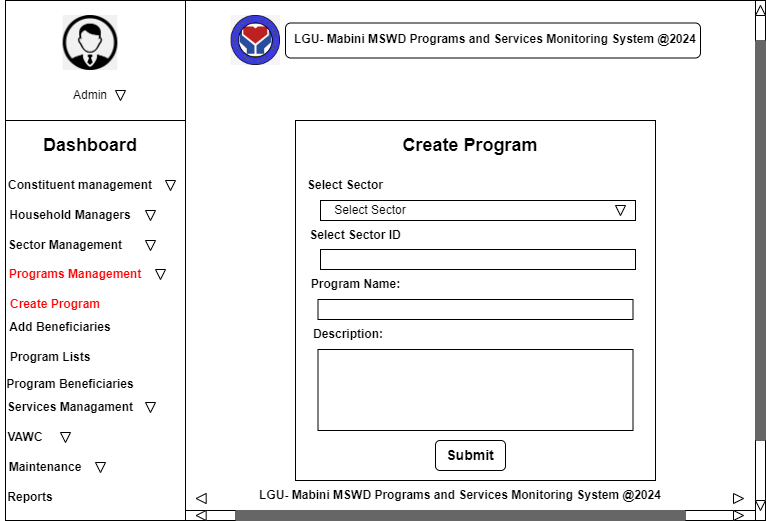 LGU- Mabini MSWD Programs and Services Monitoring System @2024
Admin
Dashboard
Constituent management
Household Managers
Sector Management
Programs Management
Create Program
Add Beneficiaries
Program Lists
Program Beneficiaries
Services Managament
VAWC
Maintenance
Reports
Create Program
Select Sector
Select Sector
Select Sector ID
Program Name:
Description:
Submit
LGU- Mabini MSWD Programs and Services Monitoring System @2024